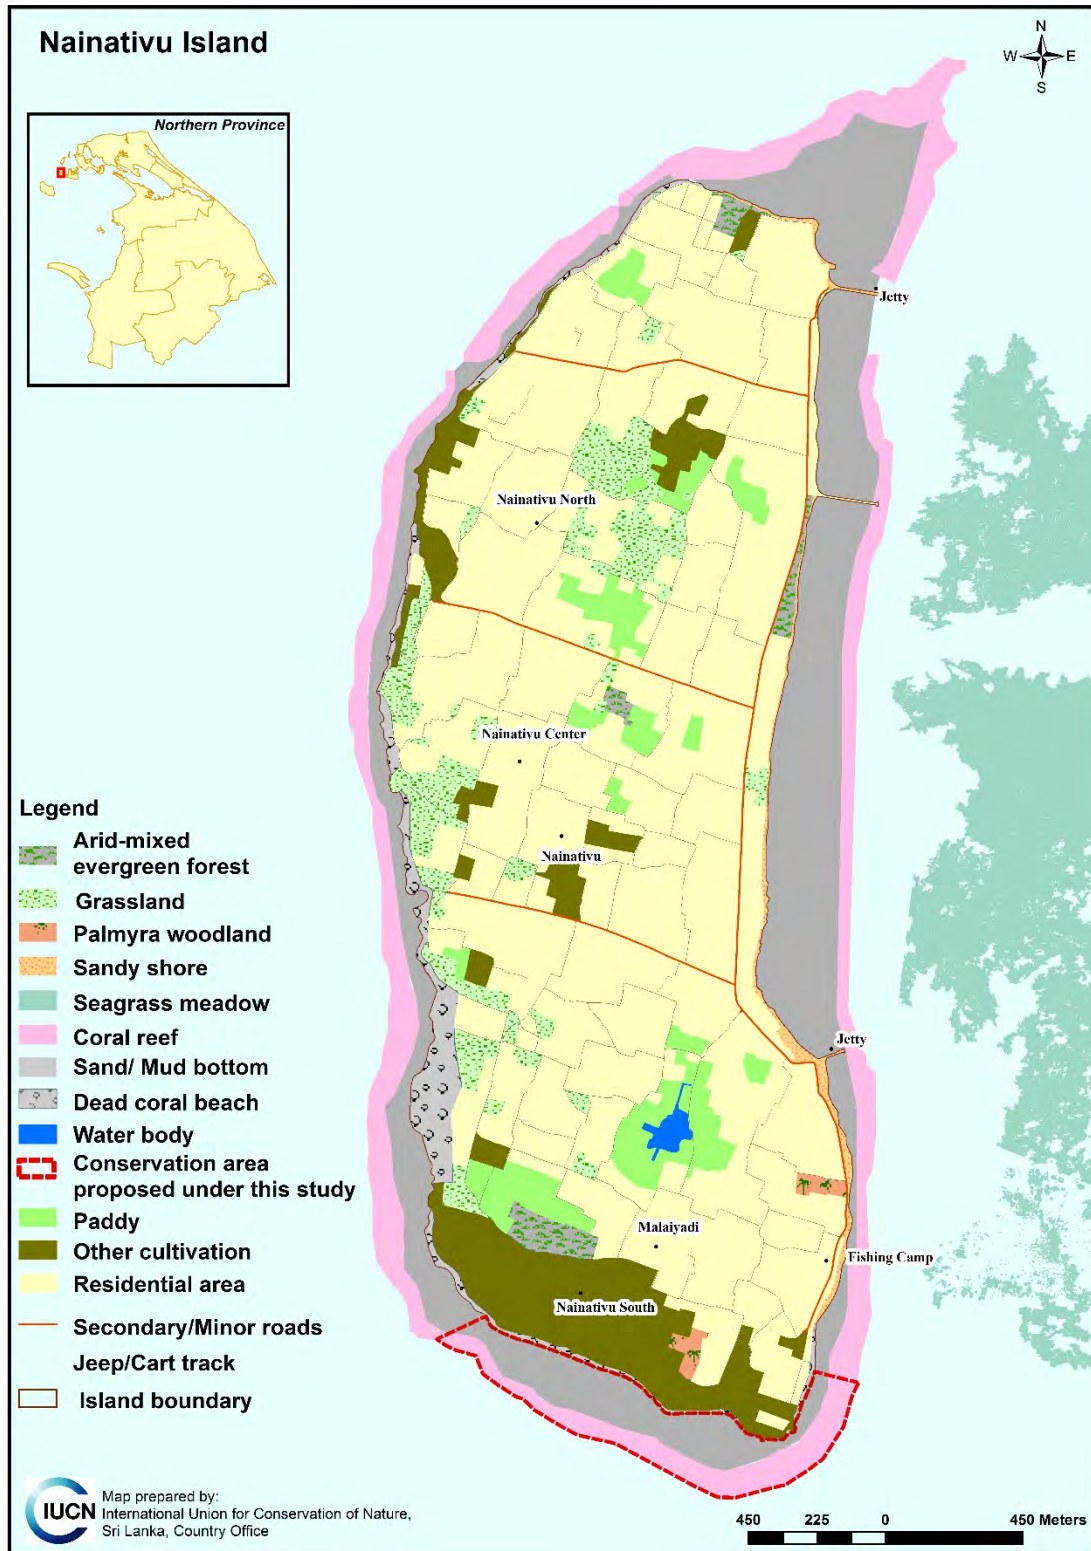 Nainativu Island
N
W E
S
Northern Province
Jetty
Nainativu North
Nainativu Center
Nainativu
Jetty
Malaiyadi
Fishing Camp
Nainativu South
Legend
Arid-mixed
evergreen forest
Grassland
Palmyra woodland
Sandy shore
Seagrass meadow
Coral reef
Sand/ Mud bottom
Dead coral beach
Water body
Conservation area
proposed under this study
Paddy
Other cultivation
Residential area
Secondary/Minor roads
Jeep/Cart track
Island boundary
IUCN
Map prepared by:
International Union for Conservation of Nature,
Sri Lanka, Country Office
450 225 0 450 Meters